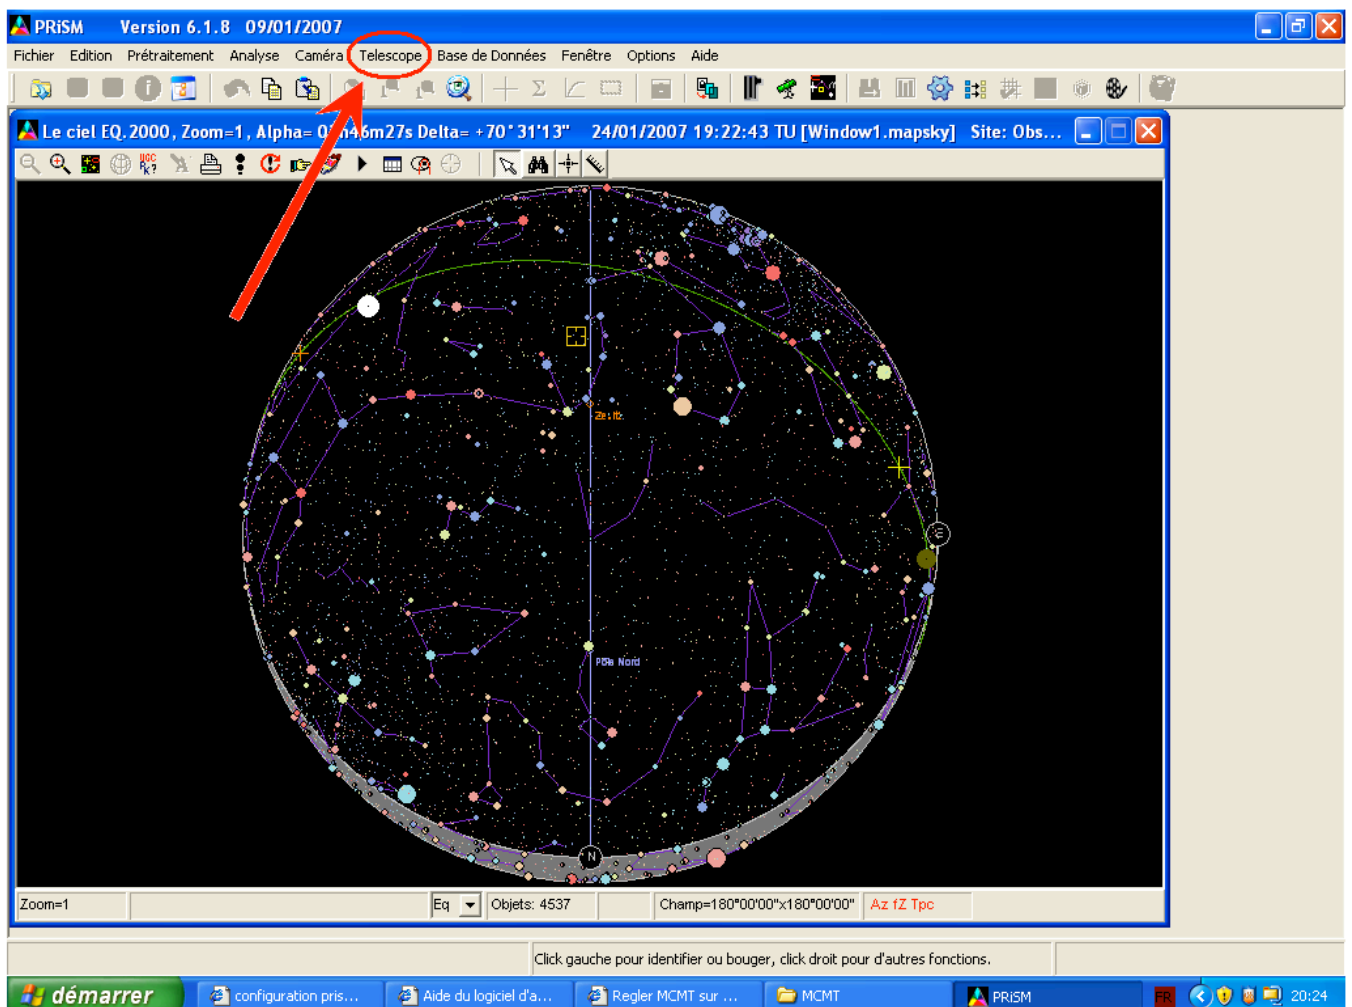 PRiSM Version 6.1.8 09/01/2007
Fichier Edition Prétraitement Analyse Caméra Telescope Base de Données Fenêtre Options Aide
Le ciel EQ.2000, Zoom=1, Alpha= 46m27s Delta= +70°31'13" 24/01/2007 19:22:43 TU [Window1.mapsky] Site: Obs...
UGC
R,?
Pôle Nord
N
Zoom=1 Eq Objets: 4537 Champ=180°00'00"x180°00'00" Az fZ Tpc
Click gauche pour identifier ou bouger, click droit pour d'autres fonctions.
démarrer configuration pris... Aide du logiciel d'a... Regler MCMT sur ... MCMT PRiSM FR 20:24